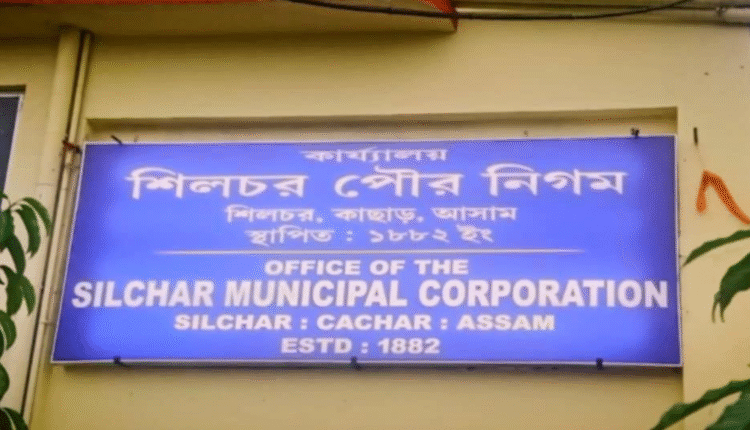 কাৰ্য্যালয়
শিলচর পৌর নিগম
শিলচর, কাছাড়, আসাম
স্থাপিত : ১৮৮২ ইং
OFFICE OF THE
SILCHAR MUNICIPAL CORPORATION
SILCHAR : CACHAR : ASSAM
ESTD : 1882